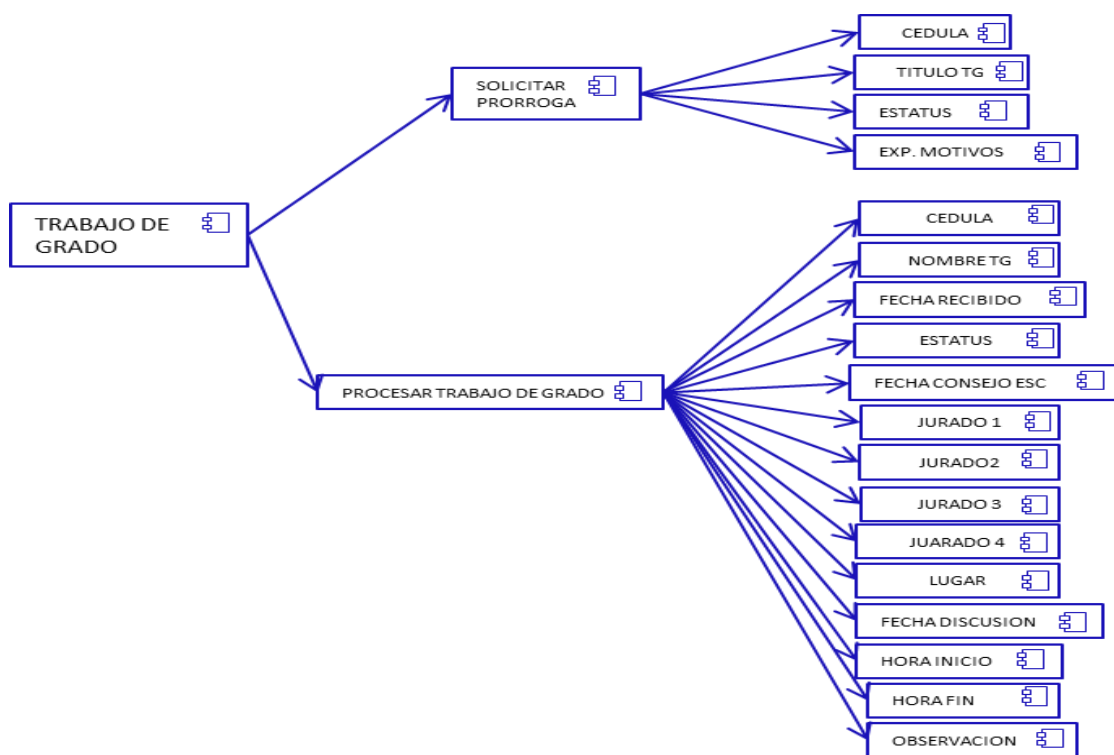 CEDULA
TITULO TG
SOLICITAR
PRORROGA
ESTATUS
EXP. MOTIVOS
TRABAJO DE
GRADO
CEDULA
NOMBRE TG
FECHA RECIBIDO
ESTATUS
PROCESAR TRABAJO DE GRADO
FECHA CONSEJO ESC
JURADO 1
JURADO2
JURADO 3
JUARADO 4
LUGAR
FECHA DISCUSION
HORA INICIO
HORA FIN
OBSERVACION